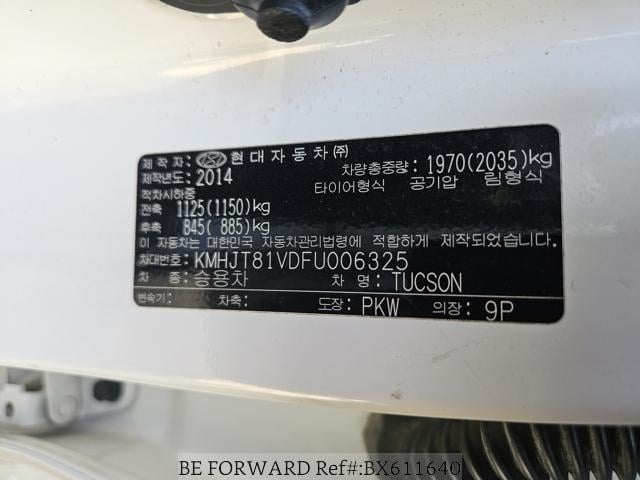 제작자: 현대자동차㈜
제작년도: 2014
차량총중량: 1970(2035)kg
적차시하중 타이어형식 공기압 림형식
전축 1125(1150)kg
후축 845( 885)kg
이 자동차는 대한민국 자동차관리법령에 적합하게 제작되었습니다.
차대번호: KMHJT81VDFU006325
차 종: 승용차 차 명: TUCSON
변속기: 차축: 도장: PKW 의장: 9P
BE FORWARD Ref#:BX611640